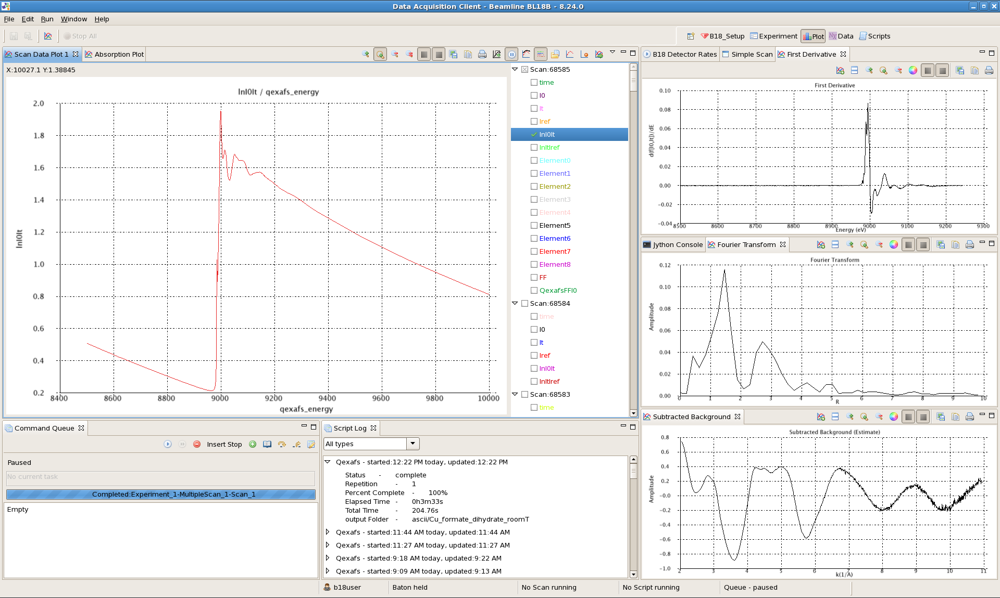 Data Acquisition Client - Beamline BL18B - 8.24.0
File Edit Run Window Help
Stop All
B18_Setup Experiment Plot Data Scripts
Scan Data Plot 1 Absorption Plot
X:10027.1 Y:1.38845
lnI0It / qexafs_energy
lnI0It
2.0
1.8
1.6
1.4
1.2
1.0
0.8
0.6
0.4
0.2
8400 8600 8800 9000 9200 9400 9600 9800 10000
qexafs_energy
Scan:68585
time
I0
It
Iref
lnI0It
lnItIref
Element0
Element1
Element2
Element3
Element4
Element5
Element6
Element7
Element8
FF
QexafsFFI0
Scan:68584
time
I0
It
Iref
lnI0It
lnItIref
Scan:68583
time
B18 Detector Rates Simple Scan First Derivative
First Derivative
d(f[I0,It])/dE
0.10
0.08
0.06
0.04
0.02
0.00
-0.02
-0.04
8500 8600 8700 8800 8900 9000 9100 9200 9300
Energy (eV)
Jython Console Fourier Transform
Fourier Transform
Amplitude
0.12
0.10
0.08
0.06
0.04
0.02
0.00
0 1 2 3 4 5 6 7 8 9 10
R
Subtracted Background
Subtracted Background (Estimate)
Amplitude
0.8
0.6
0.4
0.2
-0.0
-0.2
-0.4
-0.6
-0.8
-1.0
2 3 4 5 6 7 8 9 10 11
k(1/A)
Command Queue
Insert Stop
Paused
No current task
Completed:Experiment_1-MultipleScan_1-Scan_1
Empty
Script Log
All types
Qexafs - started:12:22 PM today, updated:12:22 PM
Status - complete
Repetition - 1
Percent Complete - 100%
Elapsed Time - 0h3m33s
Total Time - 204.76s
output Folder - ascii/Cu_formate_dihydrate_roomT
Qexafs - started:11:44 AM today, updated:11:44 AM
Qexafs - started:11:27 AM today, updated:11:27 AM
Qexafs - started:9:18 AM today, updated:9:22 AM
Qexafs - started:9:09 AM today, updated:9:13 AM
b18user Baton held No Scan running No Script running Queue - paused